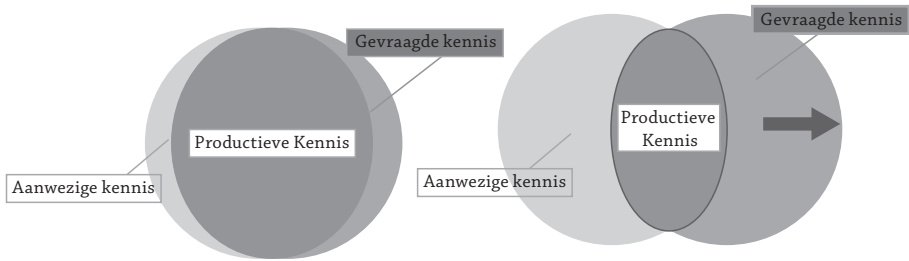 Gevraagde kennis
Productieve Kennis
Aanwezige kennis
Gevraagde kennis
Productieve
Kennis
Aanwezige kennis